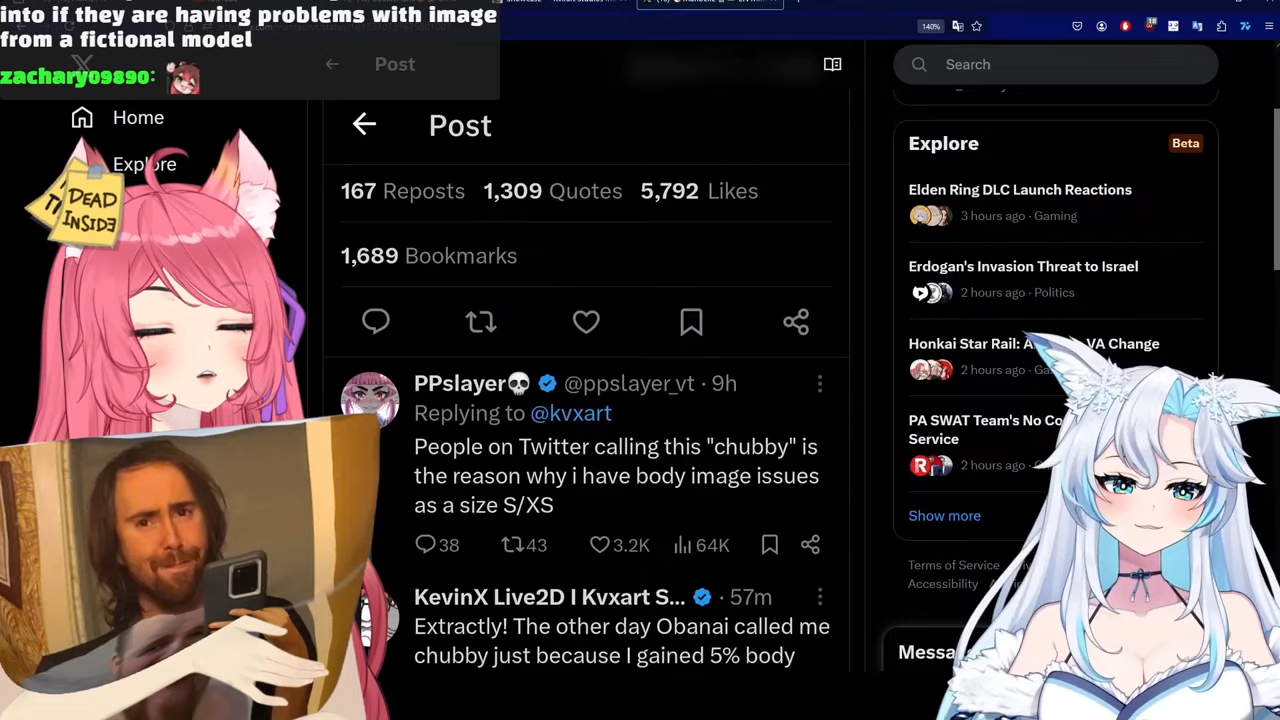 into if they are having problems with image
from a fictional model
zachary09890:
Post
Home
Explore
DEAD
INSIDE
Post
167 Reposts 1,309 Quotes 5,792 Likes
1,689 Bookmarks
PPslayer💀 @ppslayer_vt · 9h
Replying to @kvxart
People on Twitter calling this "chubby" is
the reason why i have body image issues
as a size S/XS
38 43 3.2K 64K
KevinX Live2D I Kvxart S... · 57m
Extractly! The other day Obanai called me
chubby just because I gained 5% body
140%
Search
Explore
Beta
Elden Ring DLC Launch Reactions
3 hours ago · Gaming
Erdogan's Invasion Threat to Israel
2 hours ago · Politics
Honkai Star Rail: A VA Change
2 hours ago · Ga
PA SWAT Team's No Co
Service
2 hours ago ·
Show more
Terms of Service
Accessibility
Messa